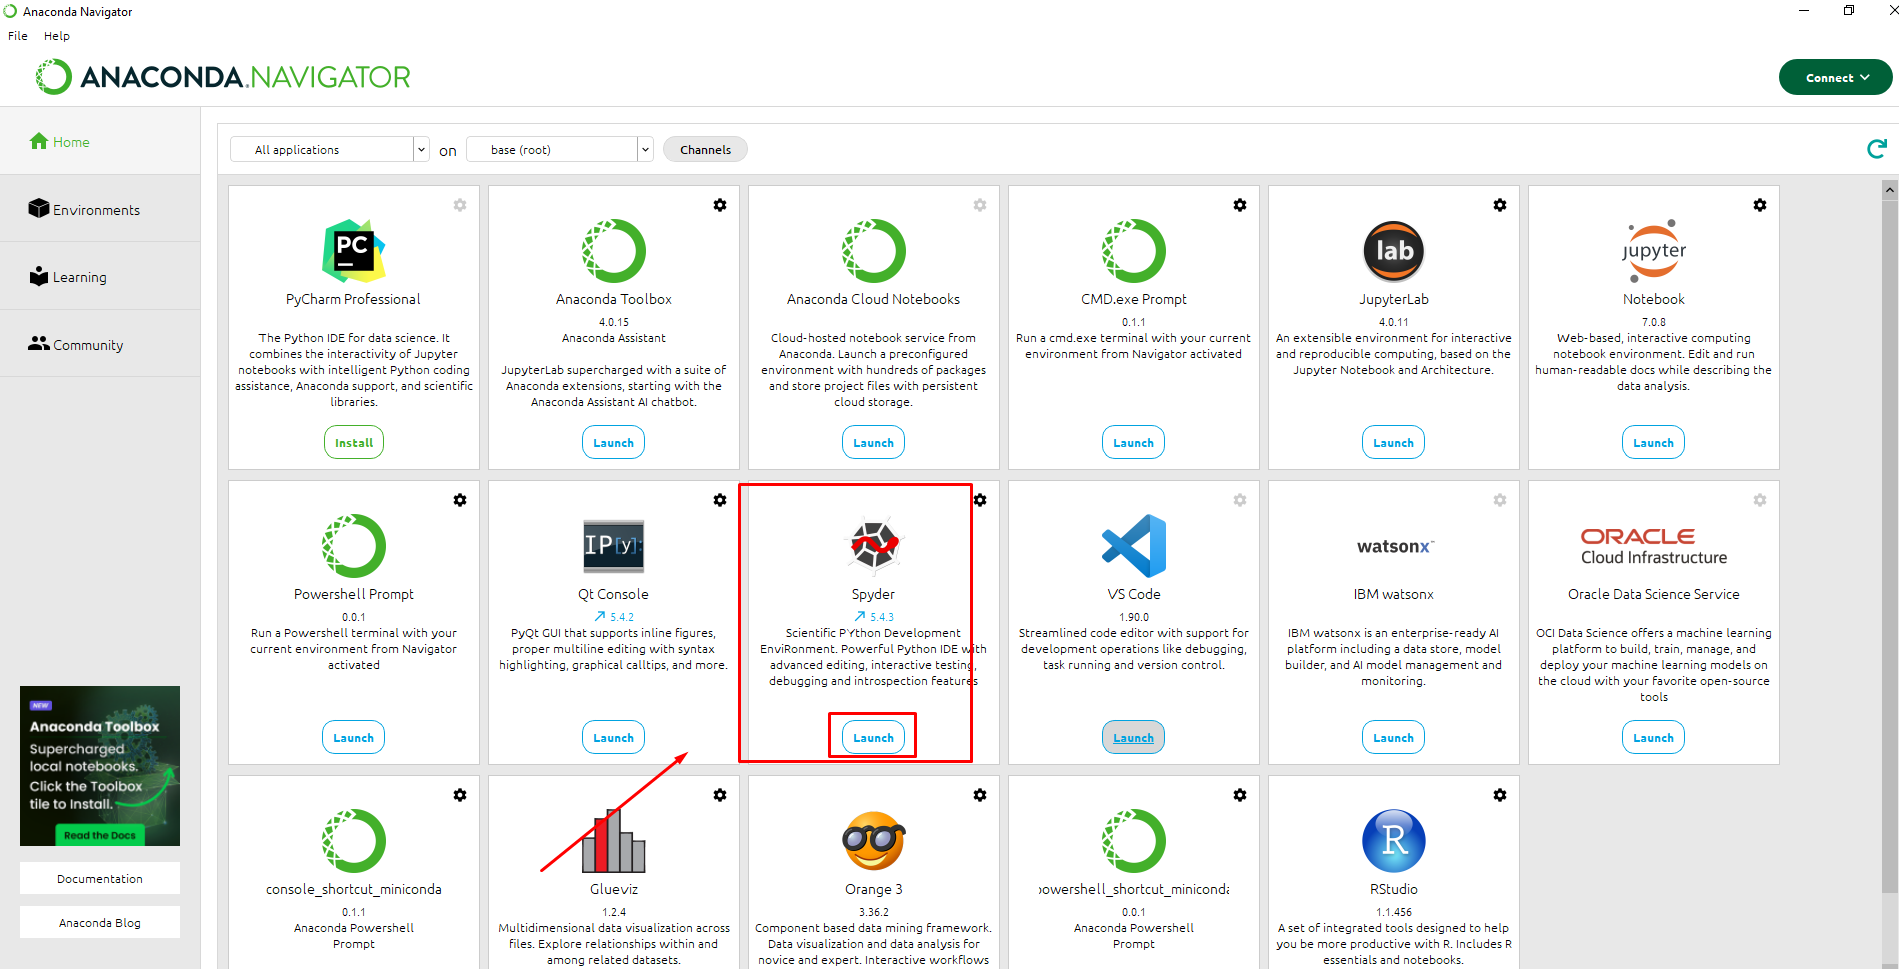 Anaconda Navigator
File Help
ANACONDA.NAVIGATOR
Connect
Home
Environments
Learning
Community
NEW
Anaconda Toolbox
Supercharged
local notebooks.
Click the Toolbox
tile to Install.
Read the Docs
Documentation
Anaconda Blog
All applications on base (root) Channels
PC
PyCharm Professional
The Python IDE for data science. It
combines the interactivity of Jupyter
notebooks with intelligent Python coding
assistance, Anaconda support, and scientific
libraries.
Install
Anaconda Toolbox
4.0.15
Anaconda Assistant
JupyterLab supercharged with a suite of
Anaconda extensions, starting with the
Anaconda Assistant AI chatbot.
Launch
Anaconda Cloud Notebooks
Cloud-hosted notebook service from
Anaconda. Launch a preconfigured
environment with hundreds of packages
and store project files with persistent
cloud storage.
Launch
CMD.exe Prompt
0.1.1
Run a cmd.exe terminal with your current
environment from Navigator activated
Launch
lab
JupyterLab
4.0.11
An extensible environment for interactive
and reproducible computing, based on the
Jupyter Notebook and Architecture.
Launch
jupyter
Notebook
7.0.8
Web-based, interactive computing
notebook environment. Edit and run
human-readable docs while describing the
data analysis.
Launch
Powershell Prompt
0.0.1
Run a Powershell terminal with your
current environment from Navigator
activated
Launch
IP[y]:
Qt Console
5.4.2
PyQt GUI that supports inline figures,
proper multiline editing with syntax
highlighting, graphical calltips, and more.
Launch
Spyder
5.4.3
Scientific PYthon Development
EnviRonment. Powerful Python IDE with
advanced editing, interactive testing,
debugging and introspection features
Launch
VS Code
1.90.0
Streamlined code editor with support for
development operations like debugging,
task running and version control.
Launch
watsonx™
IBM watsonx
IBM watsonx is an enterprise-ready AI
platform including a data store, model
builder, and AI model management and
monitoring.
Launch
ORACLE
Cloud Infrastructure
Oracle Data Science Service
OCI Data Science offers a machine learning
platform to build, train, manage, and
deploy your machine learning models on
the cloud with your favorite open-source
tools
Launch
console_shortcut_miniconda
0.1.1
Anaconda Powershell
Prompt
Glueviz
1.2.4
Multidimensional data visualization across
files. Explore relationships within and
among related datasets.
Orange 3
3.36.2
Component based data mining framework.
Data visualization and data analysis for
novice and expert. Interactive workflows
powershell_shortcut_miniconda
0.0.1
Anaconda Powershell
Prompt
R
RStudio
1.1.456
A set of integrated tools designed to help
you be more productive with R. Includes R
essentials and notebooks.